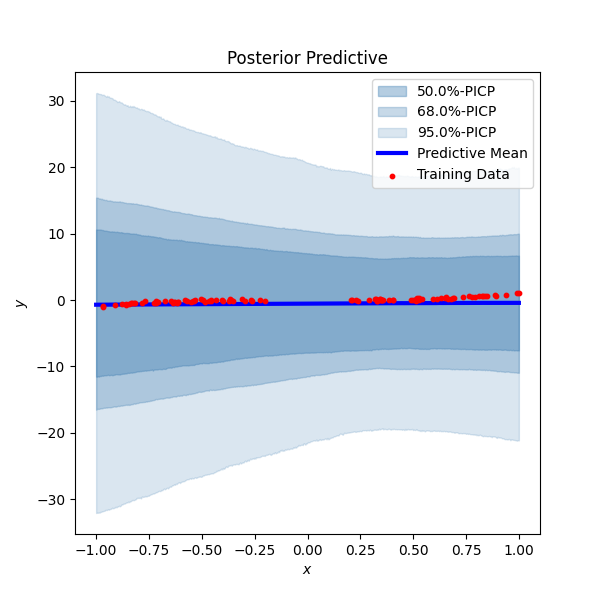 Posterior Predictive
50.0%-PICP
68.0%-PICP
95.0%-PICP
Predictive Mean
Training Data
30
20
10
0
−10
−20
−30
y
−1.00 −0.75 −0.50 −0.25 0.00 0.25 0.50 0.75 1.00
x